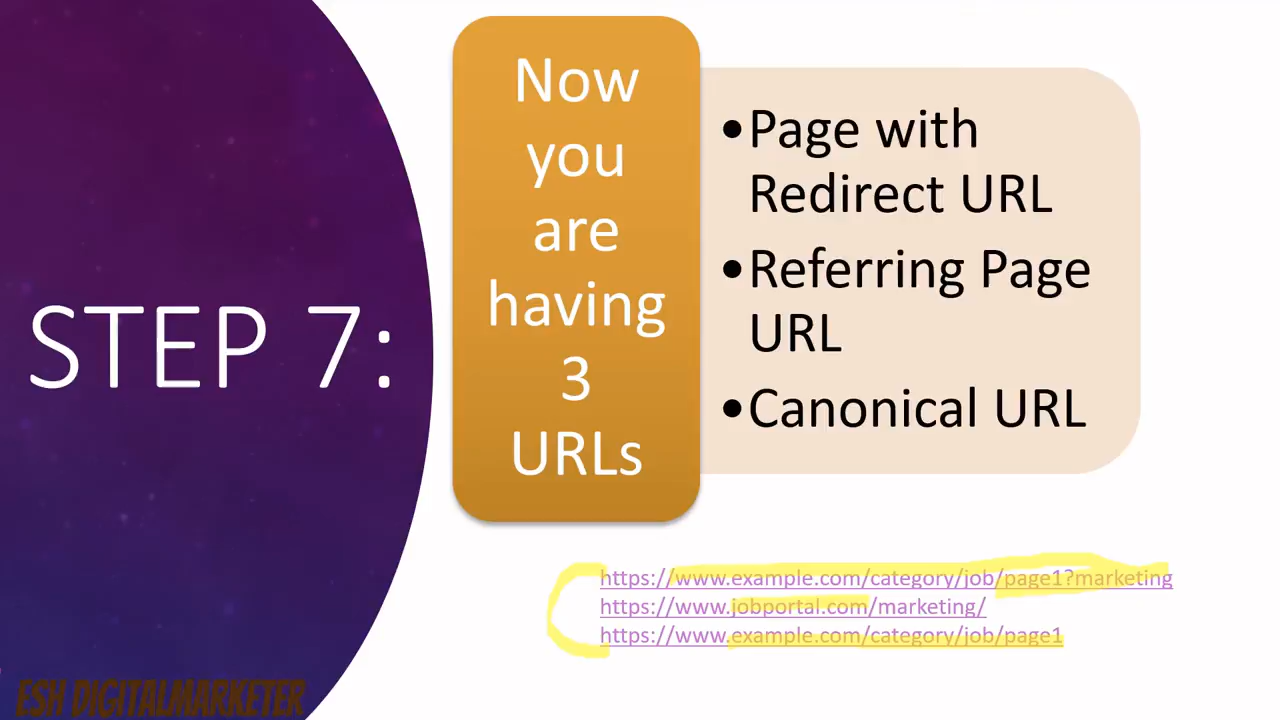 STEP 7:
Now
you
are
having
3
URLs
•Page with
Redirect URL
•Referring Page
URL
•Canonical URL
https://www.example.com/category/job/page1?marketing
https://www.jobportal.com/marketing/
https://www.example.com/category/job/page1
ESH DIGITALMARKETER